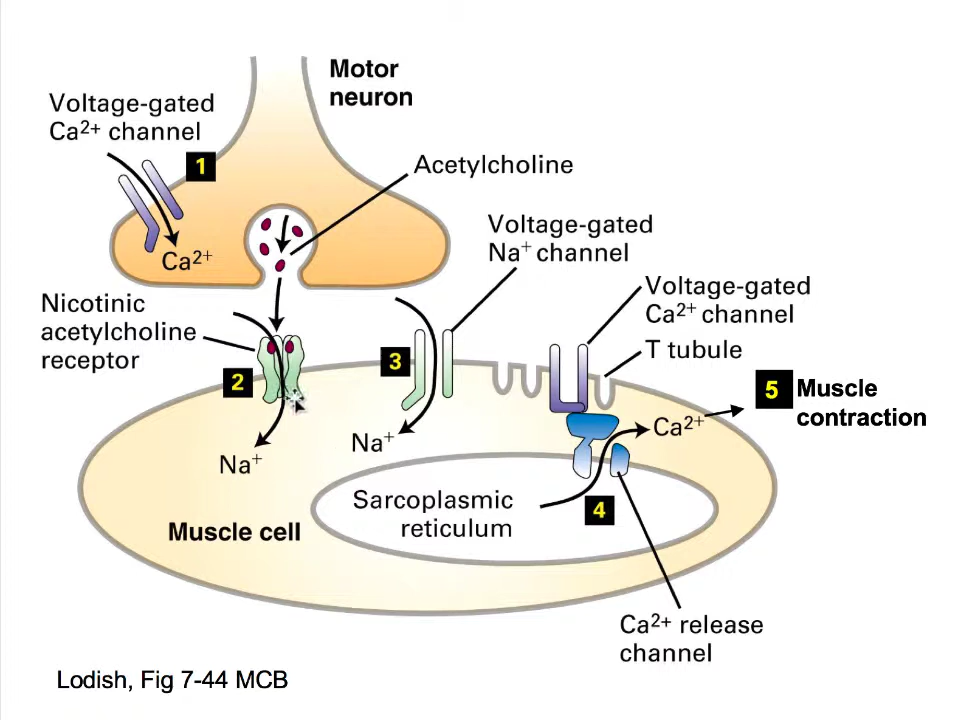 Motor
neuron
Voltage-gated
Ca2+ channel
1
Acetylcholine
Ca2+
Voltage-gated
Na+ channel
Voltage-gated
Ca2+ channel
T tubule
Nicotinic
acetylcholine
receptor
2
3
5
Muscle
contraction
Na+
Na+
Ca2+
Sarcoplasmic
reticulum
4
Muscle cell
Ca2+ release
channel
Lodish, Fig 7-44 MCB